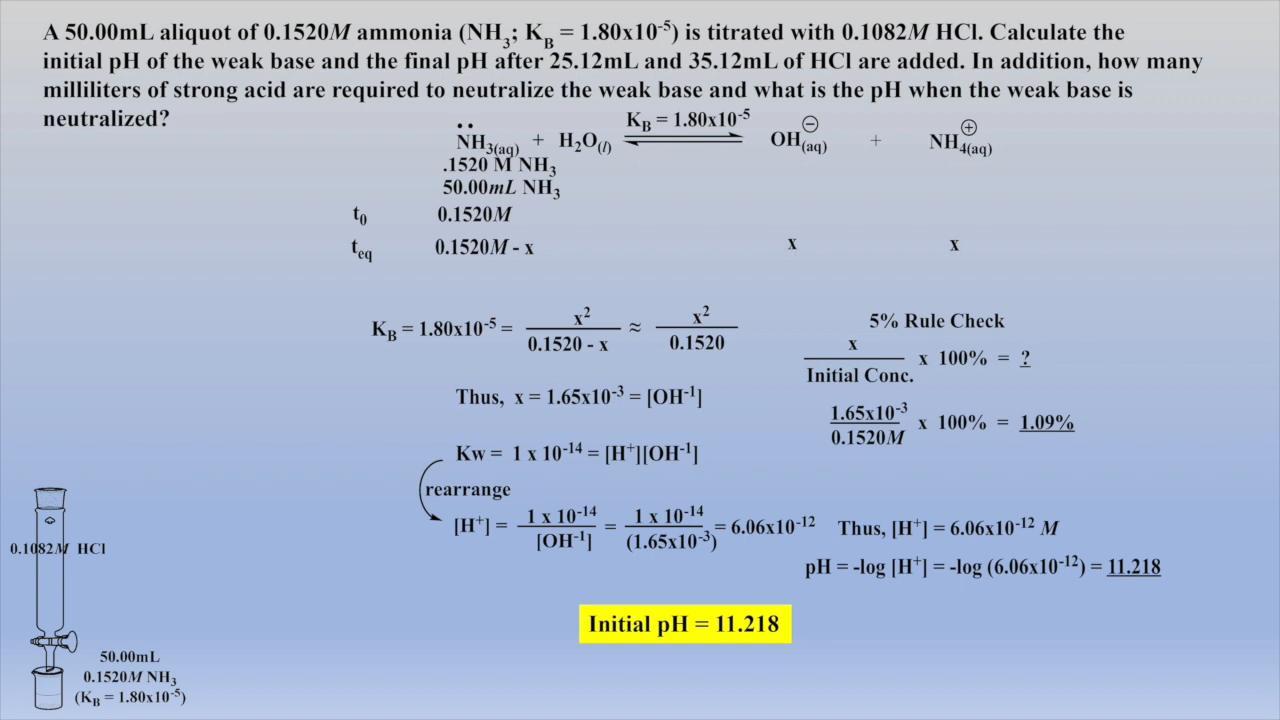 A 50.00mL aliquot of 0.1520M ammonia (NH₃; K_B = 1.80x10⁻⁵) is titrated with 0.1082M HCl. Calculate the
initial pH of the weak base and the final pH after 25.12mL and 35.12mL of HCl are added. In addition, how many
milliliters of strong acid are required to neutralize the weak base and what is the pH when the weak base is
neutralized?
K_B = 1.80x10⁻⁵
N̈H₃(aq) + H₂O(l) ⇌ OH⊖(aq) + NH₄⊕(aq)
.1520 M NH₃
50.00mL NH₃
t₀ 0.1520M
t_eq 0.1520M - x x x
K_B = 1.80x10⁻⁵ = x² / 0.1520 - x ≈ x² / 0.1520
5% Rule Check
x / Initial Conc. x 100% = ?
Thus, x = 1.65x10⁻³ = [OH⁻¹]
1.65x10⁻³ / 0.1520M x 100% = 1.09%
Kw = 1 x 10⁻¹⁴ = [H⁺][OH⁻¹]
rearrange
[H⁺] = 1 x 10⁻¹⁴ / [OH⁻¹] = 1 x 10⁻¹⁴ / (1.65x10⁻³) = 6.06x10⁻¹² Thus, [H⁺] = 6.06x10⁻¹² M
pH = -log [H⁺] = -log (6.06x10⁻¹²) = 11.218
Initial pH = 11.218
0.1082M HCl
50.00mL
0.1520M NH₃
(K_B = 1.80x10⁻⁵)